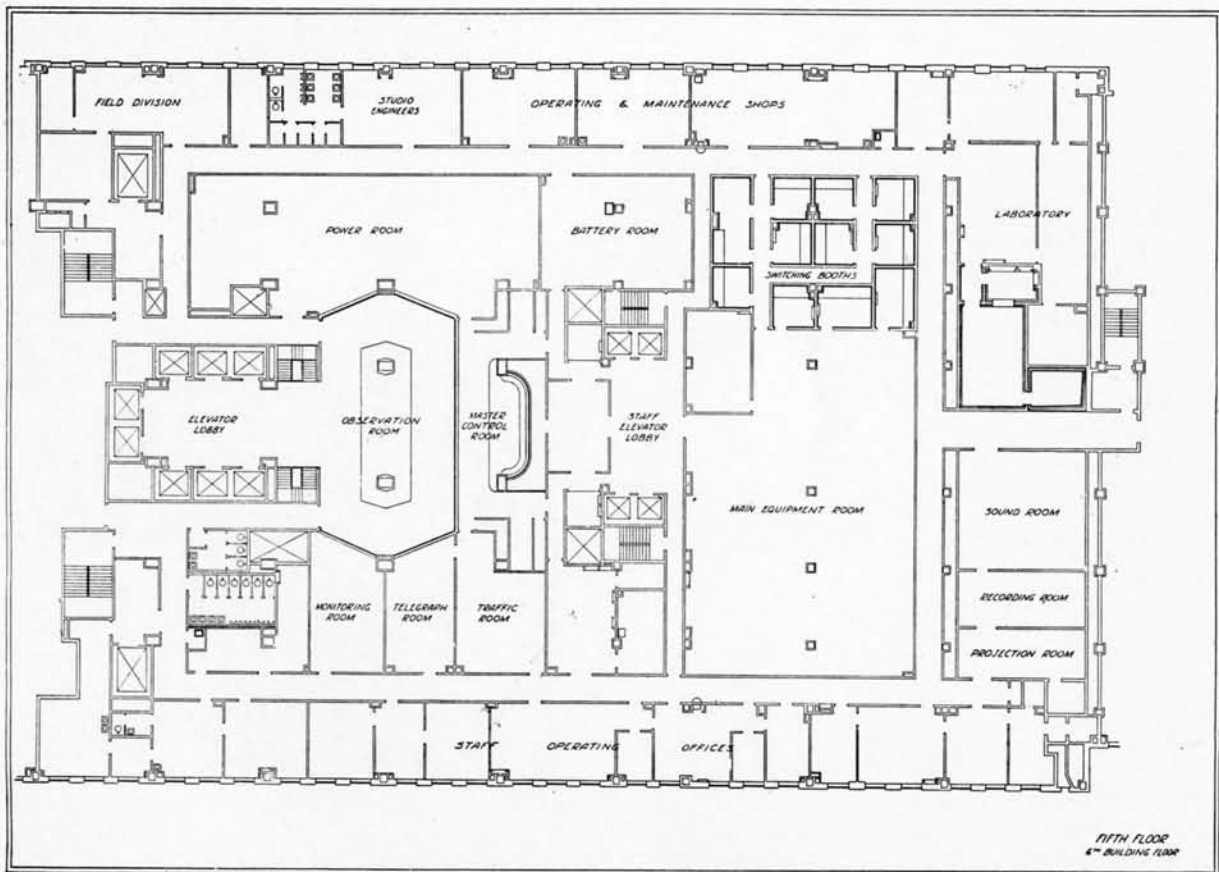 FIELD DIVISION
STUDIO
ENGINEERS
OPERATING & MAINTENANCE SHOPS
POWER ROOM
BATTERY ROOM
SWITCHING BOOTHS
LABORATORY
ELEVATOR
LOBBY
OBSERVATION
ROOM
MASTER
CONTROL
ROOM
STAFF
ELEVATOR
LOBBY
MAIN EQUIPMENT ROOM
SOUND ROOM
RECORDING ROOM
PROJECTION ROOM
MONITORING
ROOM
TELEGRAPH
ROOM
TRAFFIC
ROOM
STAFF OPERATING OFFICES
FIFTH FLOOR
6TH BUILDING FLOOR